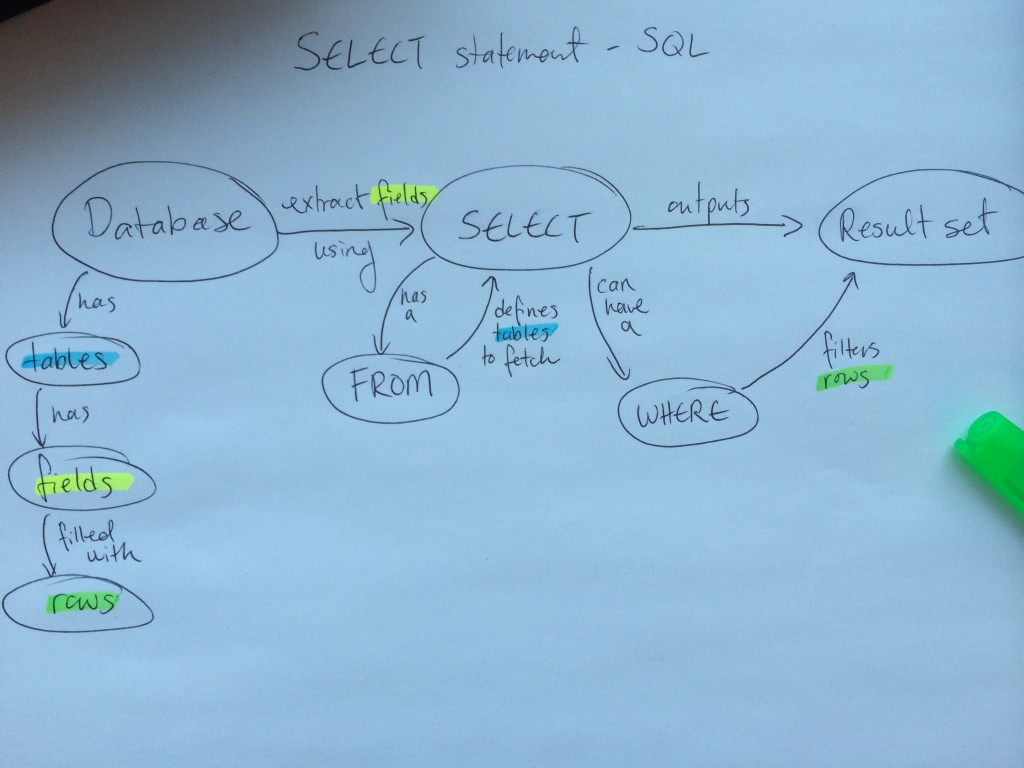 SELECT statement - SQL
Database
extract fields
using
SELECT
outputs
Result set
has
tables
has
fields
filled
with
rows
has
a
FROM
defines
tables
to fetch
can
have
a
WHERE
filters
rows